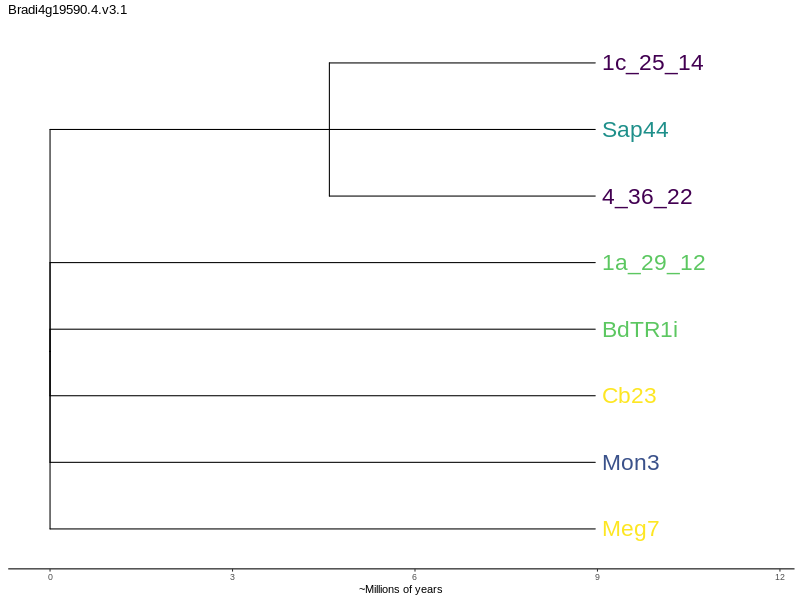 Bradi4g19590.4.v3.1
1c_25_14
Sap44
4_36_22
1a_29_12
BdTR1i
Cb23
Mon3
Meg7
0 3 6 9 12
~Millions of years